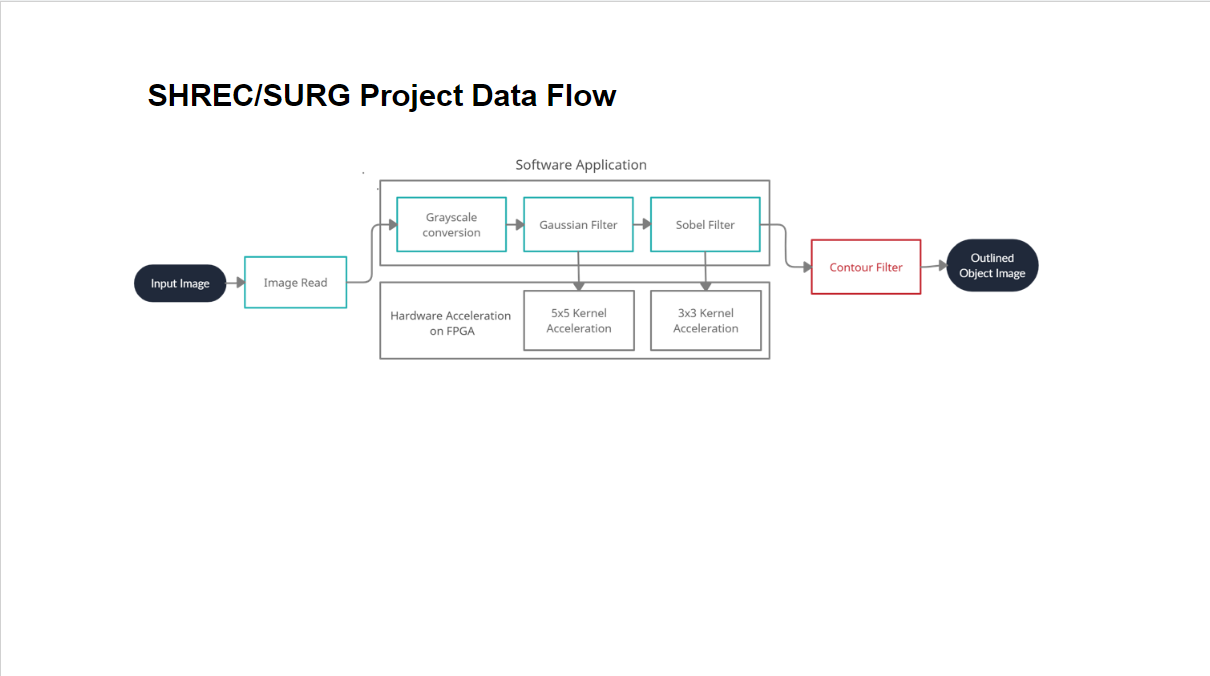 SHREC/SURG Project Data Flow
Software Application
Grayscale
conversion
Gaussian Filter
Sobel Filter
Input Image
Image Read
Contour Filter
Outlined
Object Image
Hardware Acceleration
on FPGA
5x5 Kernel
Acceleration
3x3 Kernel
Acceleration